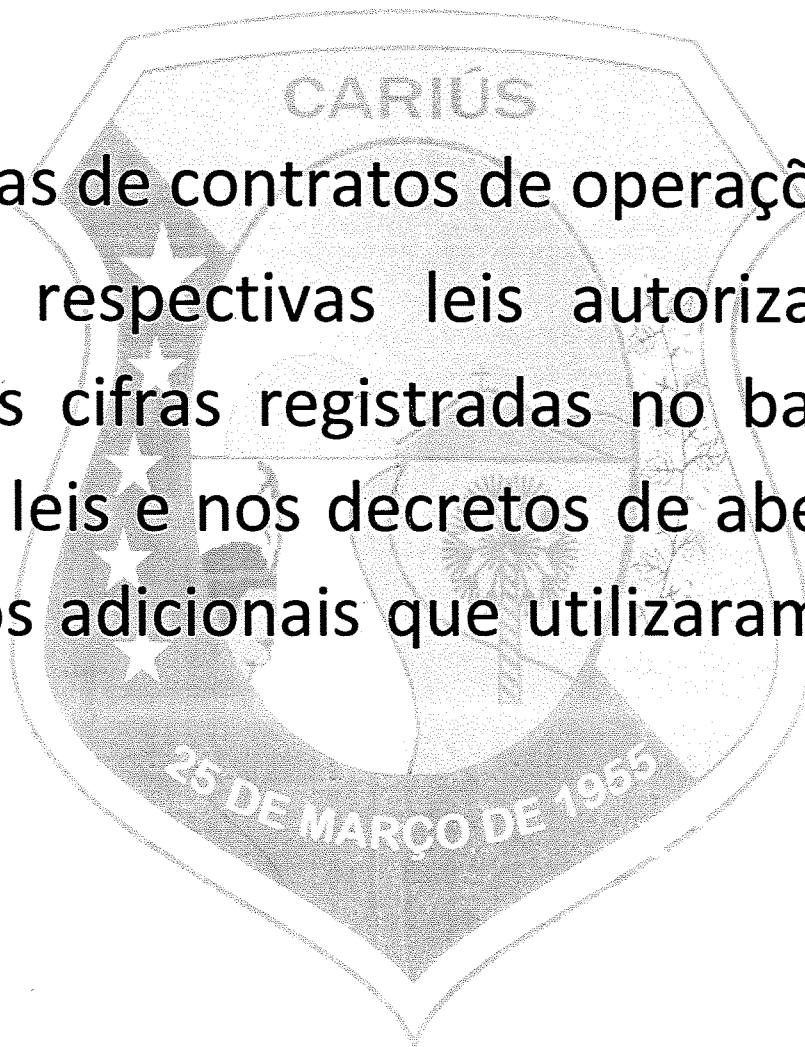 CARIÚS
as de contratos de operaçõ
respectivas leis autoriza
s cifras registradas no ba
leis e nos decretos de abe
os adicionais que utilizaram
25 DE MARÇO DE 1955